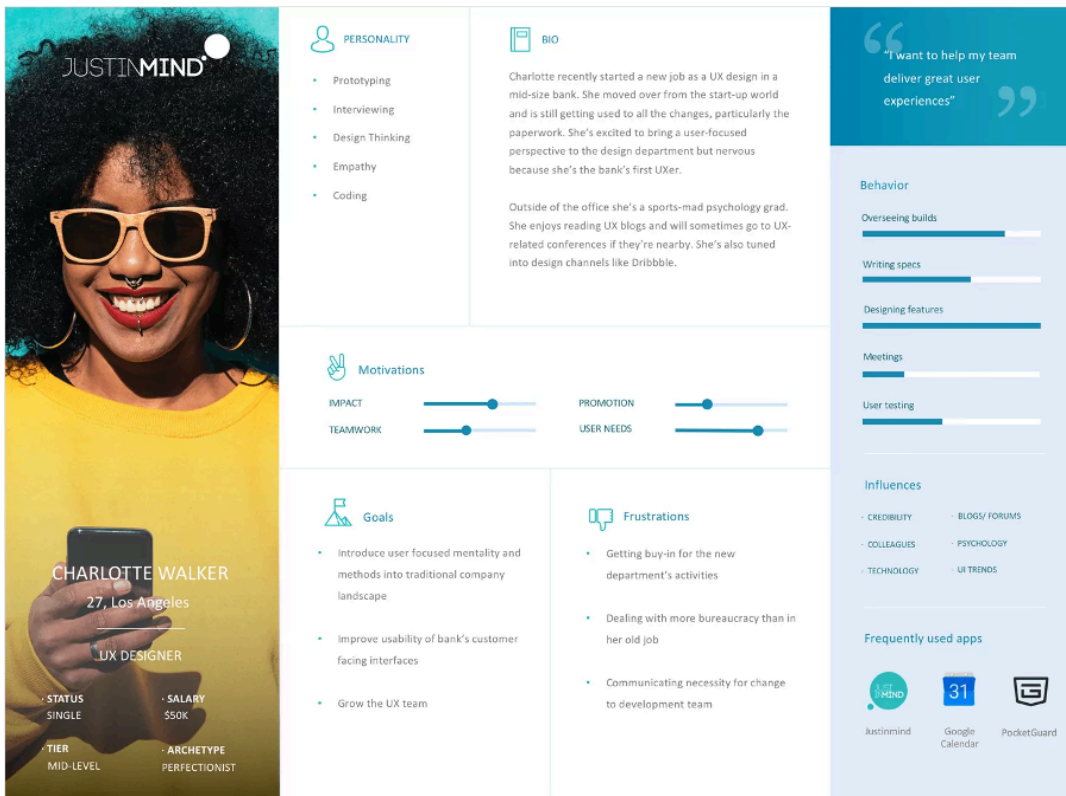 JUSTINMIND
CHARLOTTE WALKER
27, Los Angeles
UX DESIGNER
· STATUS
SINGLE
· SALARY
$50K
· TIER
MID-LEVEL
· ARCHETYPE
PERFECTIONIST
PERSONALITY
• Prototyping
• Interviewing
• Design Thinking
• Empathy
• Coding
BIO
Charlotte recently started a new job as a UX design in a
mid-size bank. She moved over from the start-up world
and is still getting used to all the changes, particularly the
paperwork. She's excited to bring a user-focused
perspective to the design department but nervous
because she's the bank's first UXer.
Outside of the office she's a sports-mad psychology grad.
She enjoys reading UX blogs and will sometimes go to UX-
related conferences if they're nearby. She's also tuned
into design channels like Dribbble.
Motivations
IMPACT
TEAMWORK
PROMOTION
USER NEEDS
Goals
• Introduce user focused mentality and
methods into traditional company
landscape
• Improve usability of bank's customer
facing interfaces
• Grow the UX team
Frustrations
• Getting buy-in for the new
department's activities
• Dealing with more bureaucracy than in
her old job
• Communicating necessity for change
to development team
"I want to help my team
deliver great user
experiences"
Behavior
Overseeing builds
Writing specs
Designing features
Meetings
User testing
Influences
· CREDIBILITY
· COLLEAGUES
· TECHNOLOGY
· BLOGS/ FORUMS
· PSYCHOLOGY
· UI TRENDS
Frequently used apps
JUST IN MIND
31
Justinmind
Google
Calendar
PocketGuard